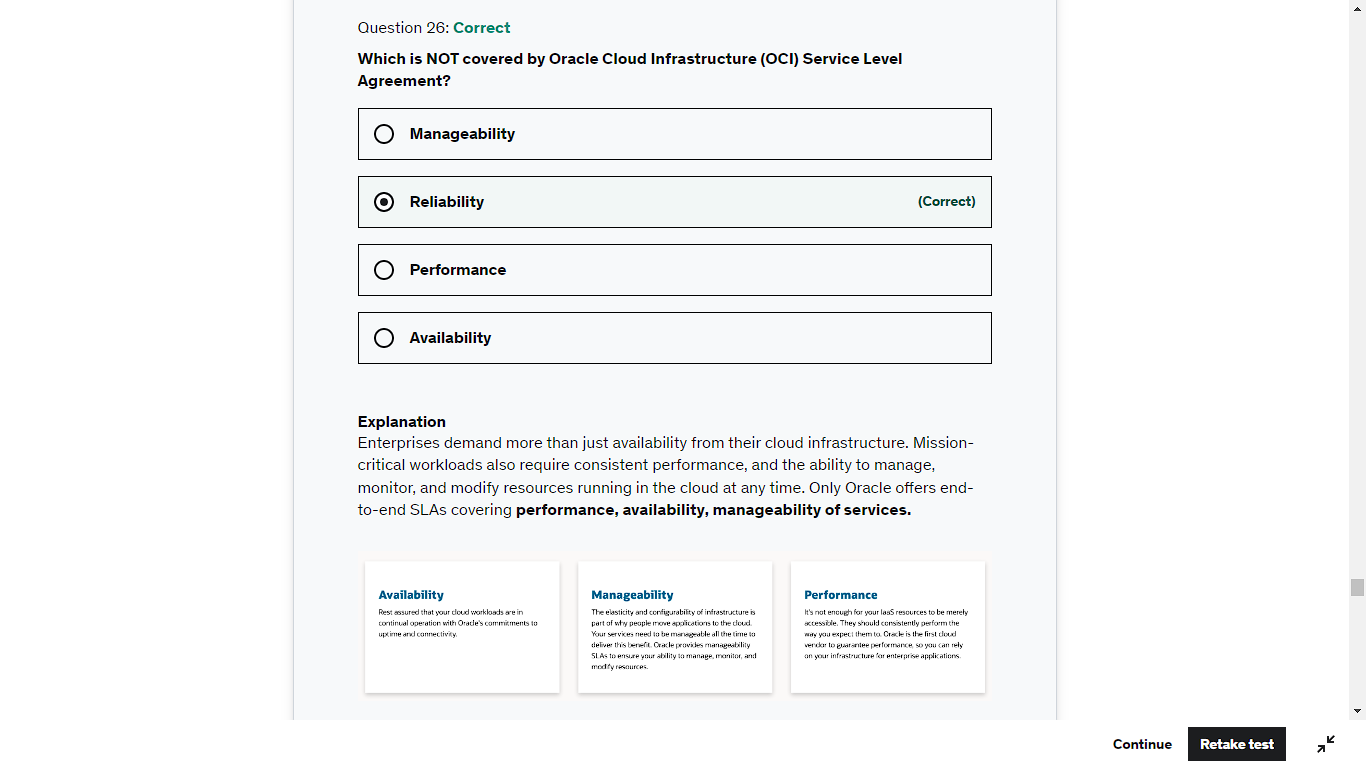 Question 26: Correct
Which is NOT covered by Oracle Cloud Infrastructure (OCI) Service Level
Agreement?
Manageability
Reliability
(Correct)
Performance
Availability
Explanation
Enterprises demand more than just availability from their cloud infrastructure. Mission-
critical workloads also require consistent performance, and the ability to manage,
monitor, and modify resources running in the cloud at any time. Only Oracle offers end-
to-end SLAs covering performance, availability, manageability of services.
Availability
Rest assured that your cloud workloads are in
continual operation with Oracle's commitments to
uptime and connectivity.
Manageability
The elasticity and configurability of infrastructure is
part of why people move applications to the cloud.
Your services need to be manageable all the time to
deliver this benefit. Oracle provides manageability
SLAs to ensure your ability to manage, monitor, and
modify resources.
Performance
It's not enough for your IaaS resources to be merely
accessible. They should consistently perform the
way you expect them to. Oracle is the first cloud
vendor to guarantee performance, so you can rely
on your infrastructure for enterprise applications.
Continue
Retake test